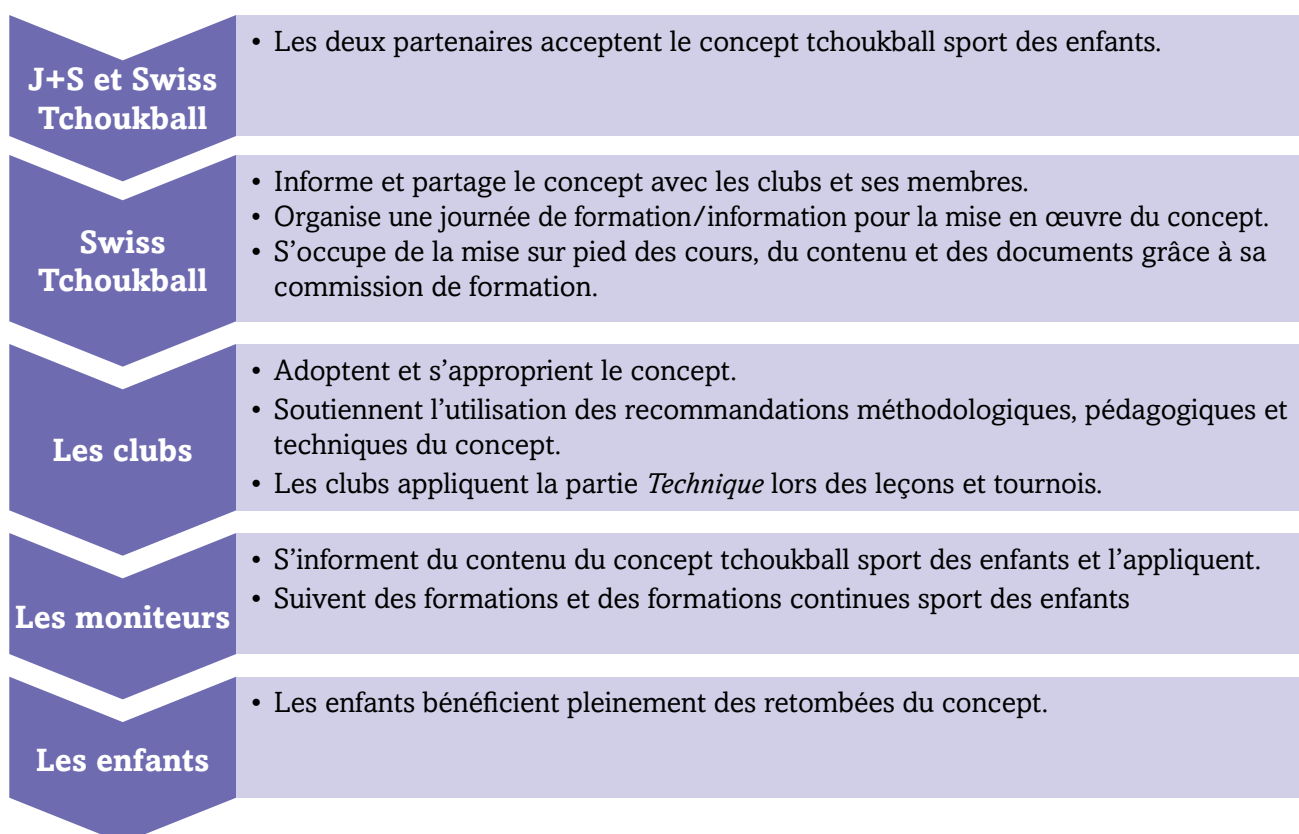 J+S et Swiss
Tchoukball
• Les deux partenaires acceptent le concept tchoukball sport des enfants.
Swiss
Tchoukball
• Informe et partage le concept avec les clubs et ses membres.
• Organise une journée de formation/information pour la mise en œuvre du concept.
• S’occupe de la mise sur pied des cours, du contenu et des documents grâce à sa
commission de formation.
Les clubs
• Adoptent et s’approprient le concept.
• Soutiennent l’utilisation des recommandations méthodologiques, pédagogiques et
techniques du concept.
• Les clubs appliquent la partie Technique lors des leçons et tournois.
Les moniteurs
• S’informent du contenu du concept tchoukball sport des enfants et l’appliquent.
• Suivent des formations et des formations continues sport des enfants
Les enfants
• Les enfants bénéficient pleinement des retombées du concept.